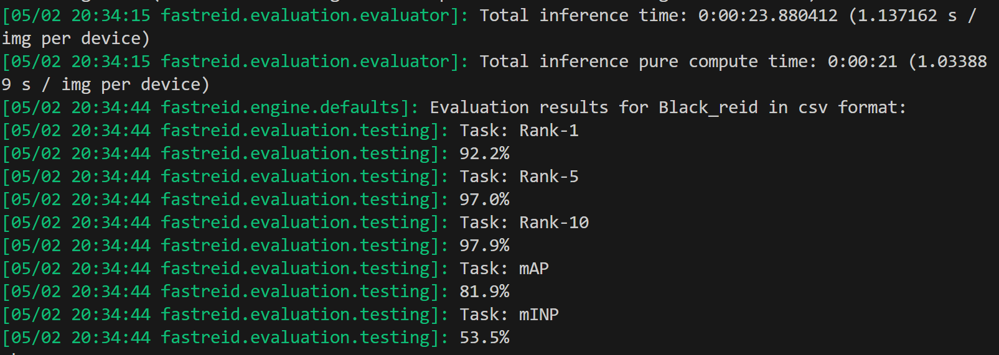 [05/02 20:34:15 fastreid.evaluation.evaluator]: Total inference time: 0:00:23.880412 (1.137162 s /
img per device)
[05/02 20:34:15 fastreid.evaluation.evaluator]: Total inference pure compute time: 0:00:21 (1.03388
9 s / img per device)
[05/02 20:34:44 fastreid.engine.defaults]: Evaluation results for Black_reid in csv format:
[05/02 20:34:44 fastreid.evaluation.testing]: Task: Rank-1
[05/02 20:34:44 fastreid.evaluation.testing]: 92.2%
[05/02 20:34:44 fastreid.evaluation.testing]: Task: Rank-5
[05/02 20:34:44 fastreid.evaluation.testing]: 97.0%
[05/02 20:34:44 fastreid.evaluation.testing]: Task: Rank-10
[05/02 20:34:44 fastreid.evaluation.testing]: 97.9%
[05/02 20:34:44 fastreid.evaluation.testing]: Task: mAP
[05/02 20:34:44 fastreid.evaluation.testing]: 81.9%
[05/02 20:34:44 fastreid.evaluation.testing]: Task: mINP
[05/02 20:34:44 fastreid.evaluation.testing]: 53.5%